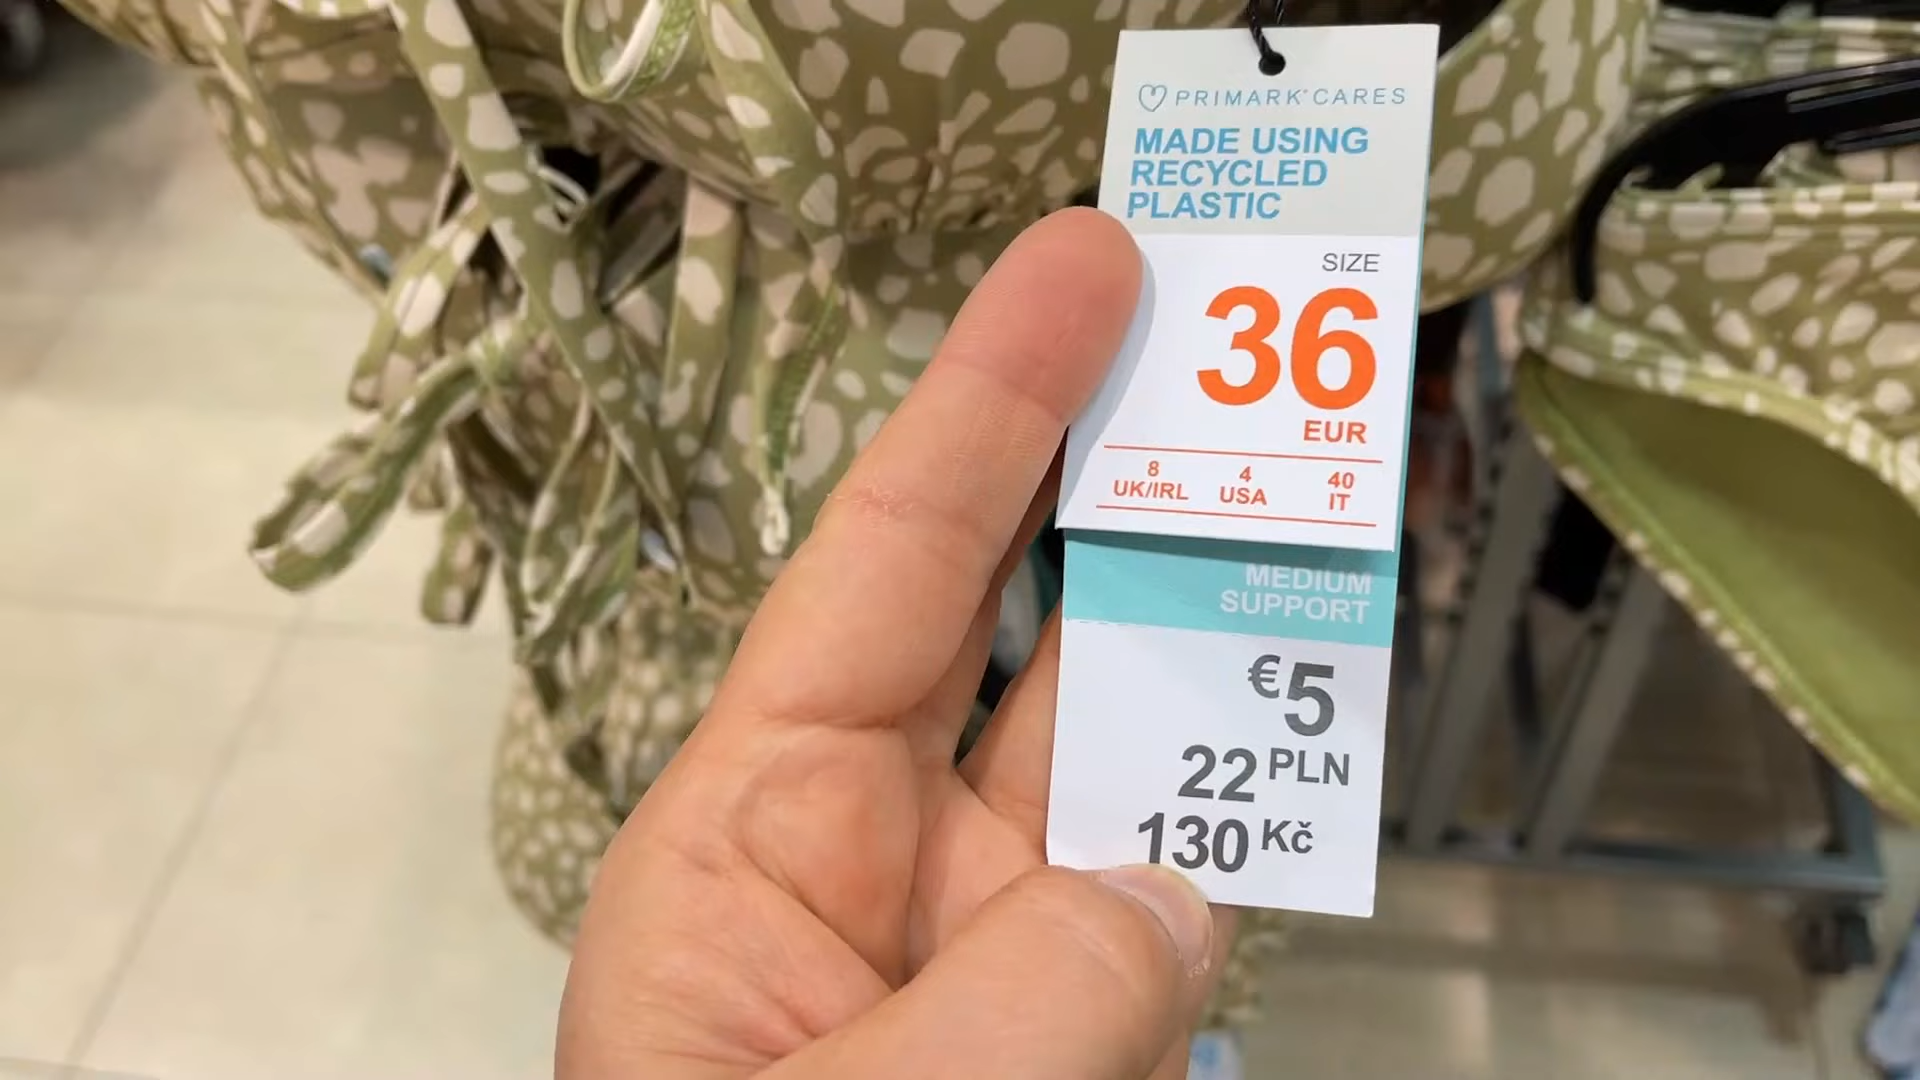 PRIMARK® CARES
MADE USING
RECYCLED
PLASTIC
SIZE
36
EUR
8 4 40
UK/IRL USA IT
MEDIUM
SUPPORT
€5
22 PLN
130 Kč